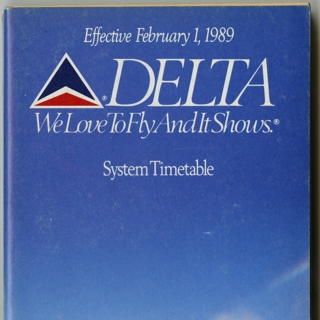 Effective February 1, 1989
®DELTA
We Love To Fly And It Shows.®
System Timetable